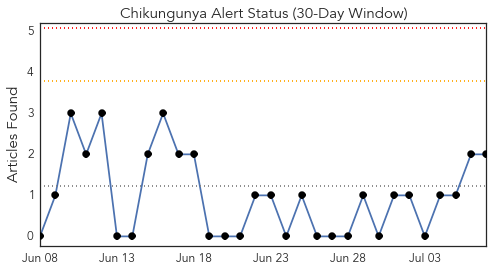 Chikungunya Alert Status (30-Day Window)
Articles Found
5
4
3
2
1
0
Jun 08 Jun 13 Jun 18 Jun 23 Jun 28 Jul 03